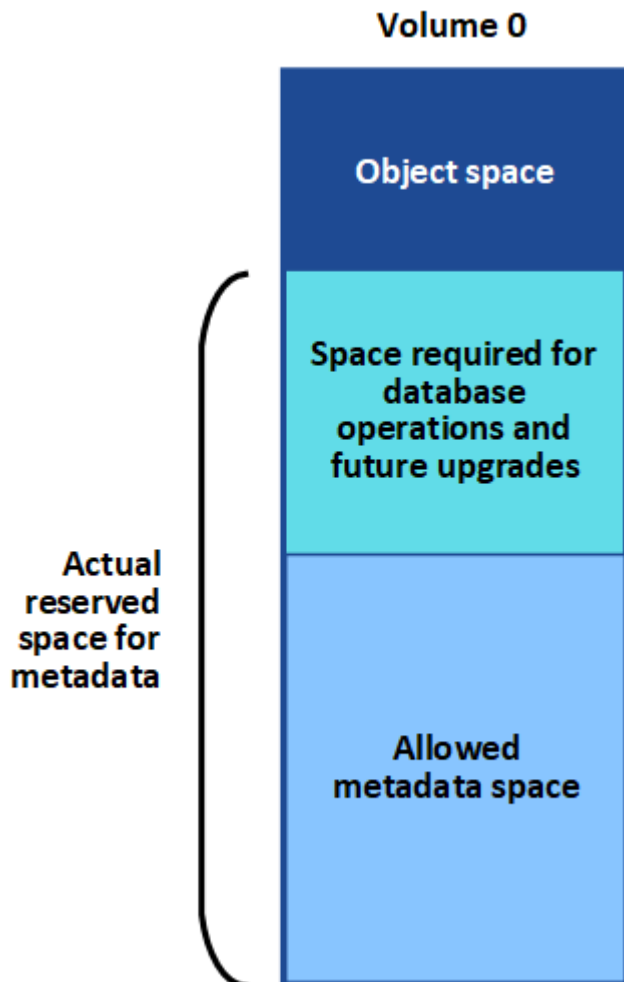 Volume 0
Object space
Space required for
database
operations and
future upgrades
Actual
reserved
space for
metadata
Allowed
metadata space